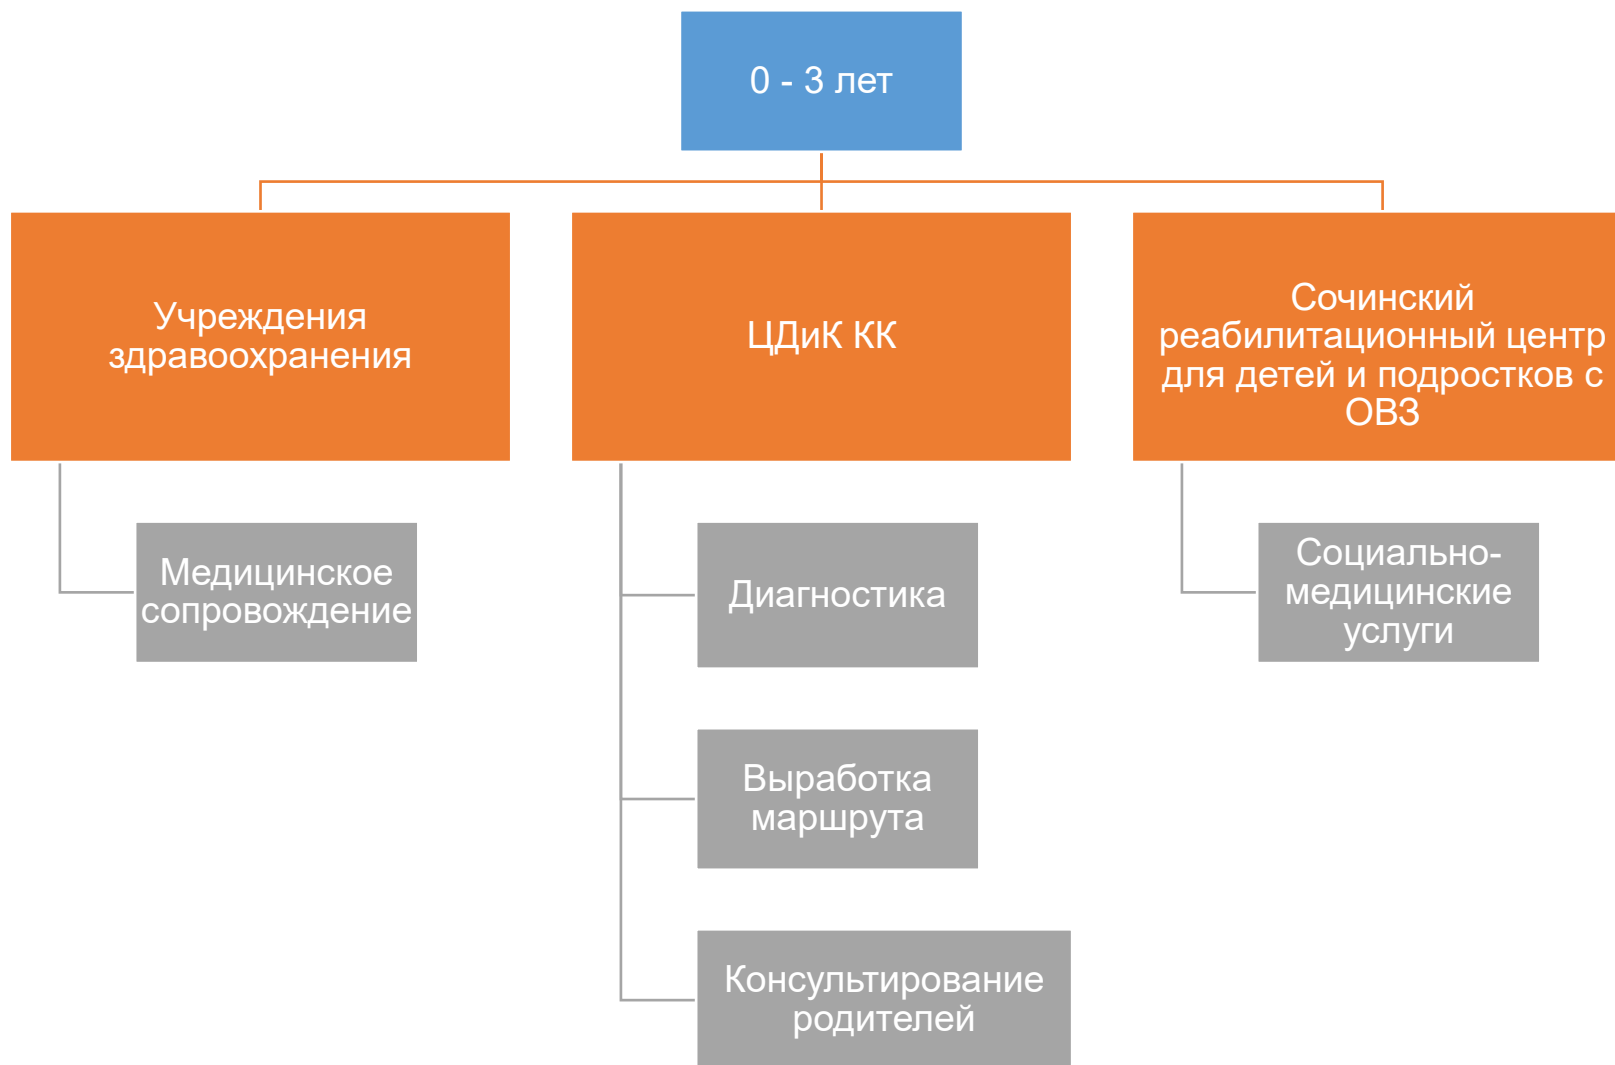 0 - 3 лет
Учреждения
здравоохранения
ЦДиК КК
Сочинский
реабилитационный центр
для детей и подростков с
ОВЗ
Медицинское
сопровождение
Диагностика
Социально-
медицинские
услуги
Выработка
маршрута
Консультирование
родителей